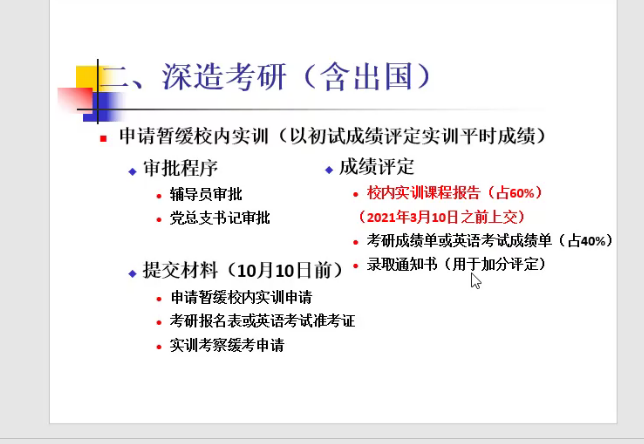 二、深造考研（含出国）
申请暂缓校内实训（以初试成绩评定实训平时成绩）
审批程序
辅导员审批
党总支书记审批
提交材料（10月10日前）
申请暂缓校内实训申请
考研报名表或英语考试准考证
实训考察缓考申请
成绩评定
校内实训课程报告（占60%）
（2021年3月10日之前上交）
考研成绩单或英语考试成绩单（占40%）
录取通知书（用于加分评定）